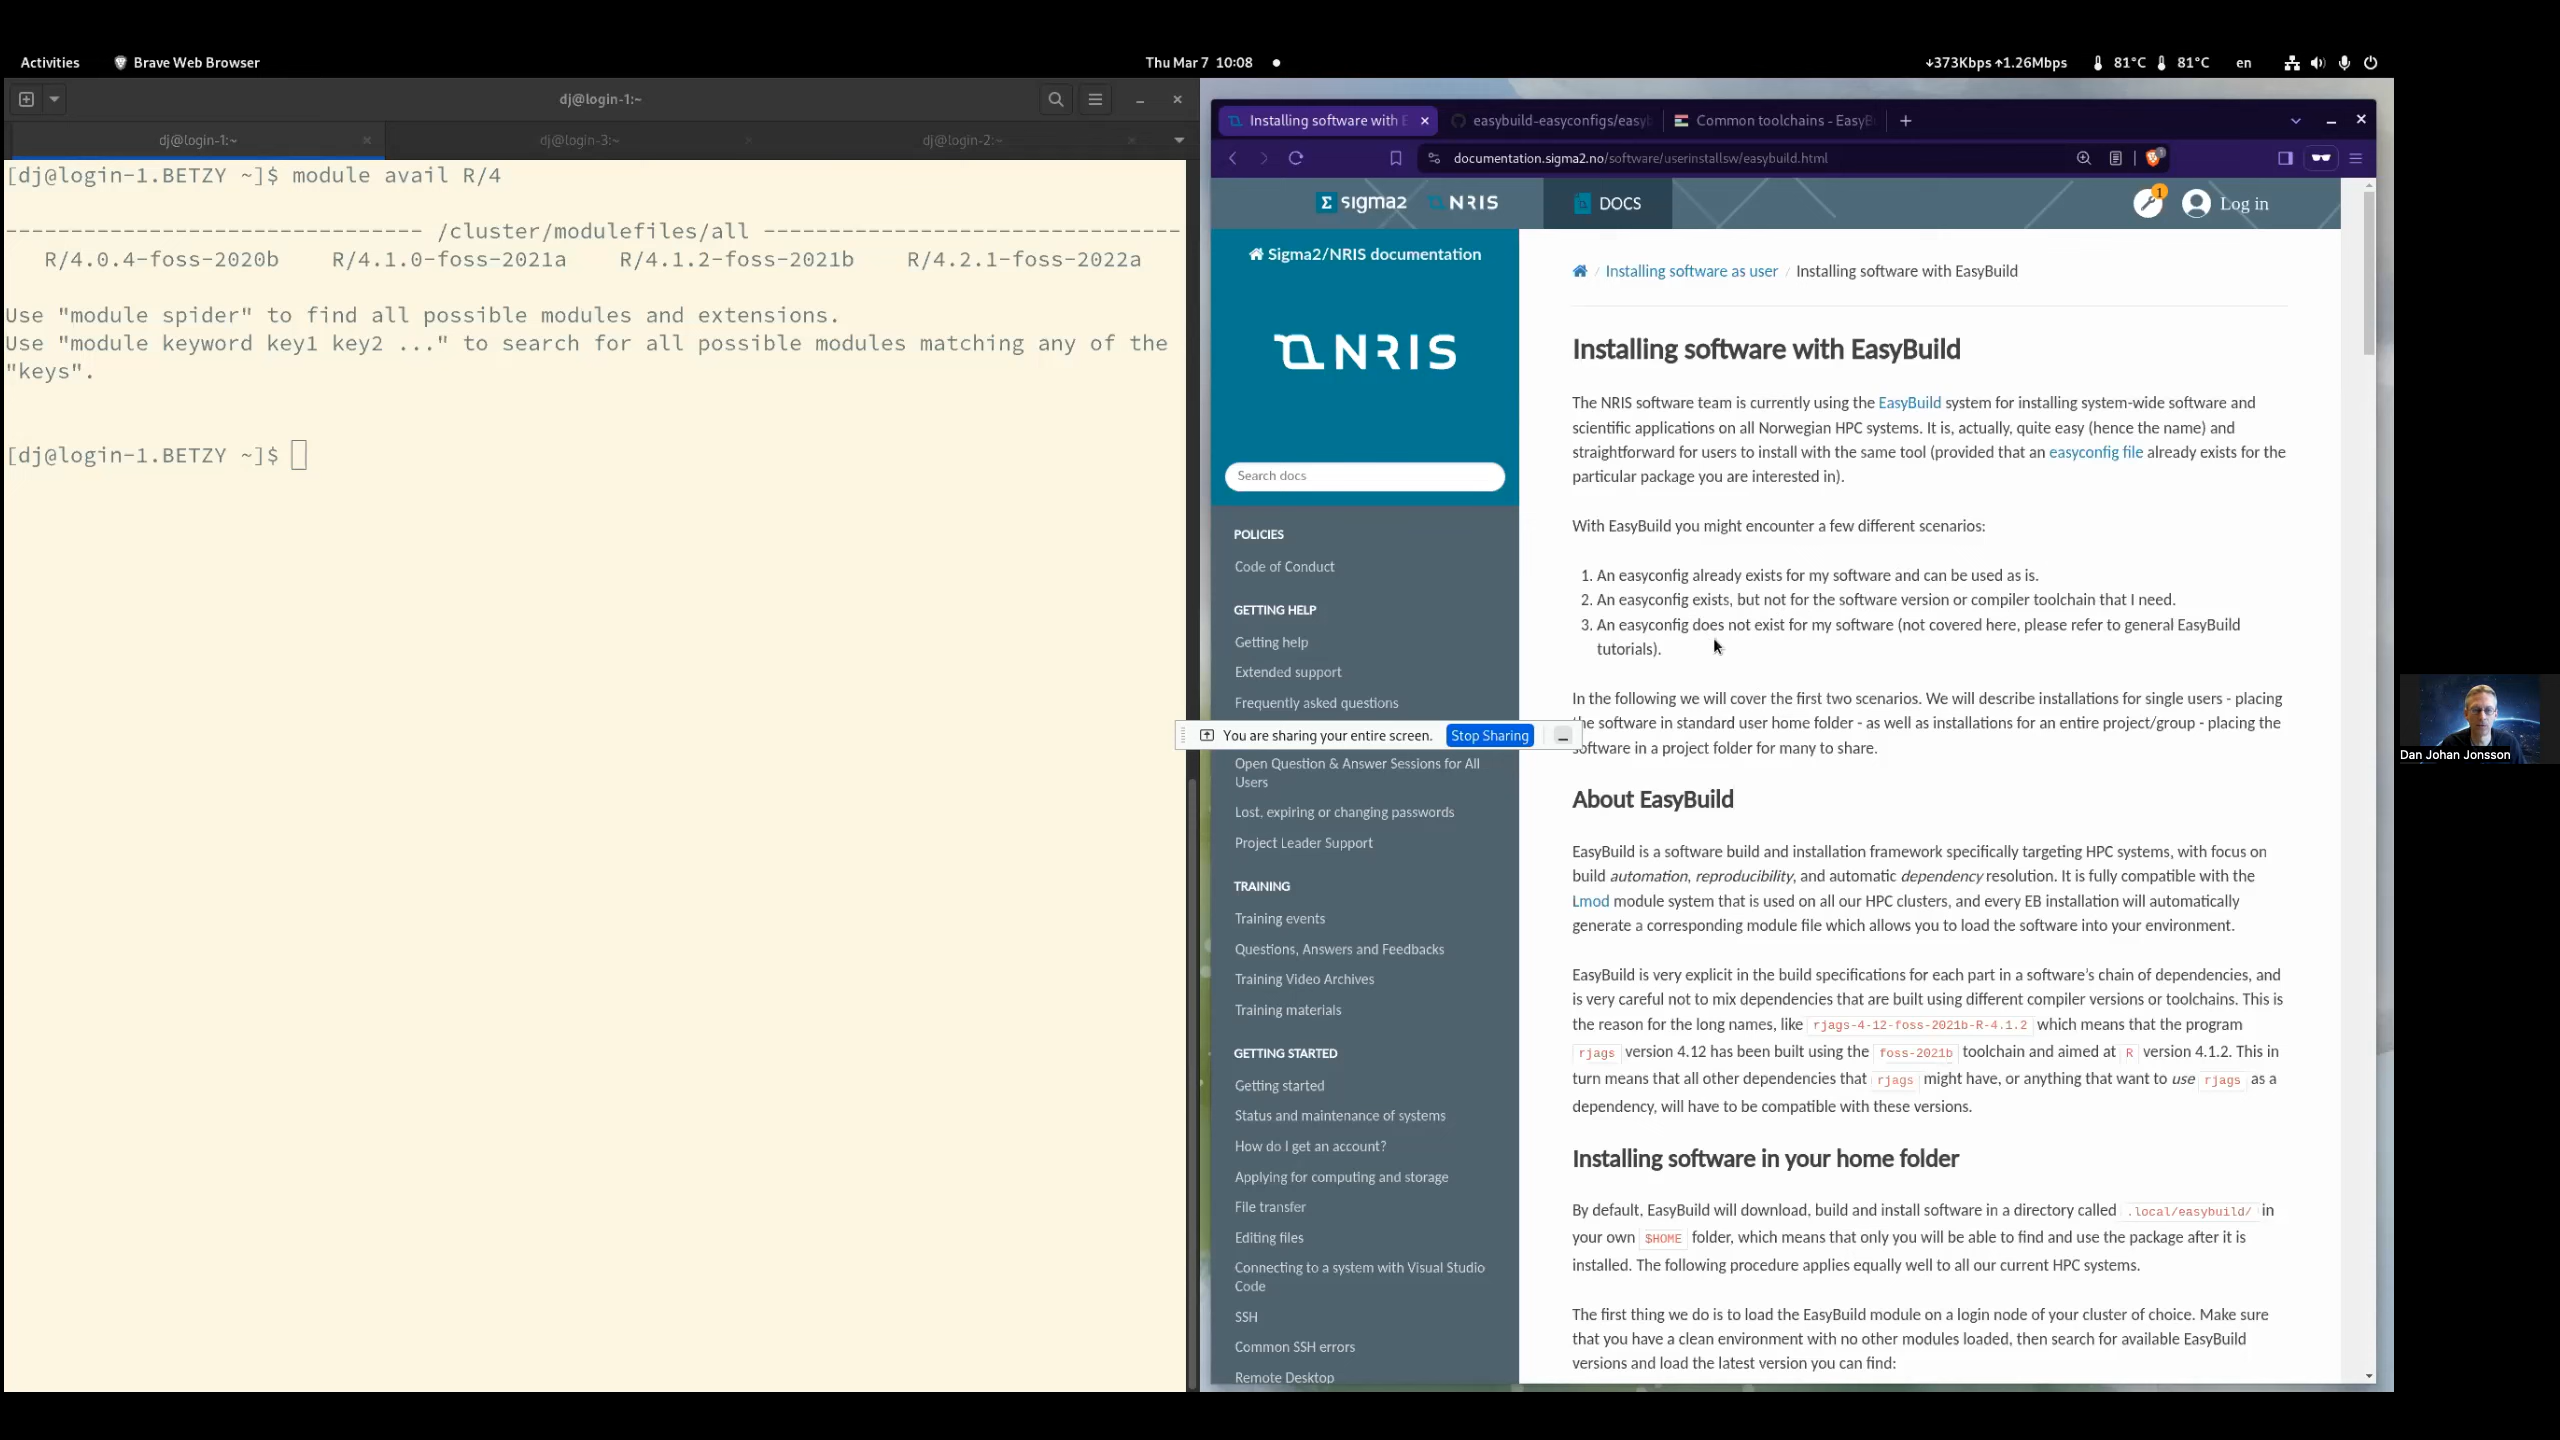 Activities
Brave Web Browser
Thu Mar 7 10:08
↓373Kbps ↑1.26Mbps
81°C
81°C
en
dj@login-1:~
dj@login-1:~
dj@login-3:~
dj@login-2:~
[dj@login-1.BETZY ~]$ module avail R/4
------------------------------- /cluster/modulefiles/all -------------------------------
R/4.0.4-foss-2020b R/4.1.0-foss-2021a R/4.1.2-foss-2021b R/4.2.1-foss-2022a
Use "module spider" to find all possible modules and extensions.
Use "module keyword key1 key2 ..." to search for all possible modules matching any of the
"keys".
[dj@login-1.BETZY ~]$
Installing software with E
easybuild-easyconfigs/easyb
Common toolchains - EasyB
documentation.sigma2.no/software/userinstallsw/easybuild.html
1
Σ sigma2
NRIS
DOCS
1
Log in
Sigma2/NRIS documentation
NRIS
Search docs
POLICIES
Code of Conduct
GETTING HELP
Getting help
Extended support
Frequently asked questions
Open Question & Answer Sessions for All
Users
Lost, expiring or changing passwords
Project Leader Support
TRAINING
Training events
Questions, Answers and Feedbacks
Training Video Archives
Training materials
GETTING STARTED
Getting started
Status and maintenance of systems
How do I get an account?
Applying for computing and storage
File transfer
Editing files
Connecting to a system with Visual Studio
Code
SSH
Common SSH errors
Remote Desktop
Installing software as user / Installing software with EasyBuild
Installing software with EasyBuild
The NRIS software team is currently using the EasyBuild system for installing system-wide software and
scientific applications on all Norwegian HPC systems. It is, actually, quite easy (hence the name) and
straightforward for users to install with the same tool (provided that an easyconfig file already exists for the
particular package you are interested in).
With EasyBuild you might encounter a few different scenarios:
1. An easyconfig already exists for my software and can be used as is.
2. An easyconfig exists, but not for the software version or compiler toolchain that I need.
3. An easyconfig does not exist for my software (not covered here, please refer to general EasyBuild
tutorials).
In the following we will cover the first two scenarios. We will describe installations for single users - placing
the software in standard user home folder - as well as installations for an entire project/group - placing the
software in a project folder for many to share.
You are sharing your entire screen.
Stop Sharing
About EasyBuild
EasyBuild is a software build and installation framework specifically targeting HPC systems, with focus on
build automation, reproducibility, and automatic dependency resolution. It is fully compatible with the
Lmod module system that is used on all our HPC clusters, and every EB installation will automatically
generate a corresponding module file which allows you to load the software into your environment.
EasyBuild is very explicit in the build specifications for each part in a software's chain of dependencies, and
is very careful not to mix dependencies that are built using different compiler versions or toolchains. This is
the reason for the long names, like rjags-4-12-foss-2021b-R-4.1.2 which means that the program
rjags version 4.12 has been built using the foss-2021b toolchain and aimed at R version 4.1.2. This in
turn means that all other dependencies that rjags might have, or anything that want to use rjags as a
dependency, will have to be compatible with these versions.
Installing software in your home folder
By default, EasyBuild will download, build and install software in a directory called .local/easybuild/ in
your own $HOME folder, which means that only you will be able to find and use the package after it is
installed. The following procedure applies equally well to all our current HPC systems.
The first thing we do is to load the EasyBuild module on a login node of your cluster of choice. Make sure
that you have a clean environment with no other modules loaded, then search for available EasyBuild
versions and load the latest version you can find:
Dan Johan Jonsson